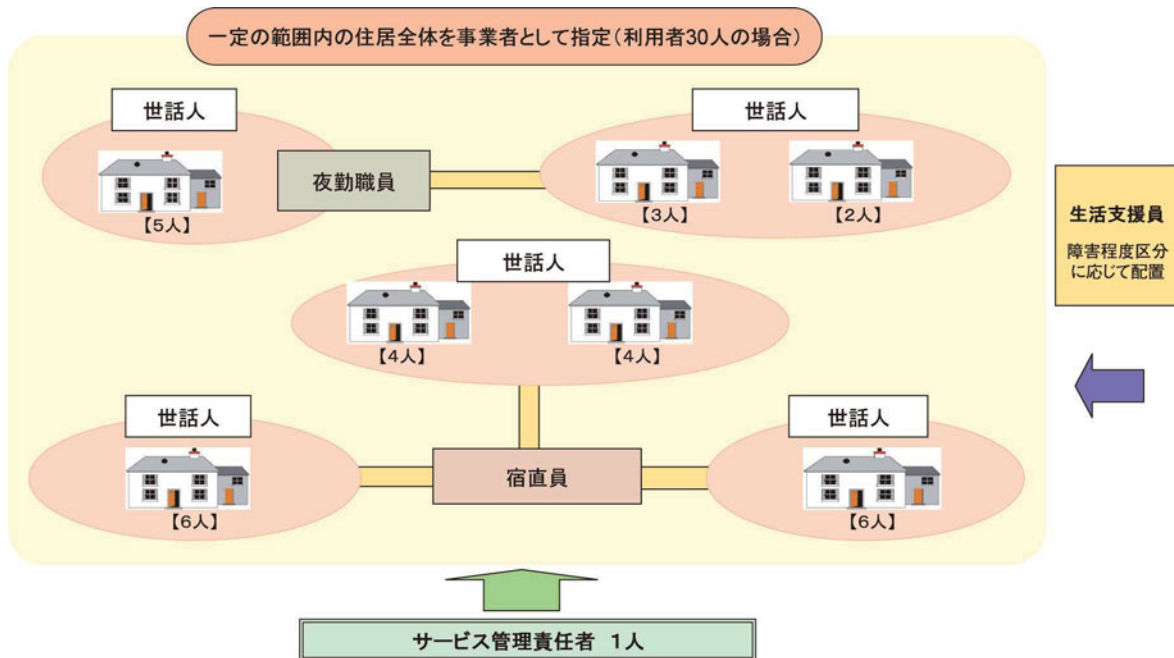 一定の範囲内の住居全体を事業者として指定(利用者30人の場合)
世話人
世話人
夜勤職員
【5人】
【3人】
【2人】
生活支援員
障害程度区分
に応じて配置
世話人
【4人】
【4人】
世話人
世話人
宿直員
【6人】
【6人】
サービス管理責任者 1人